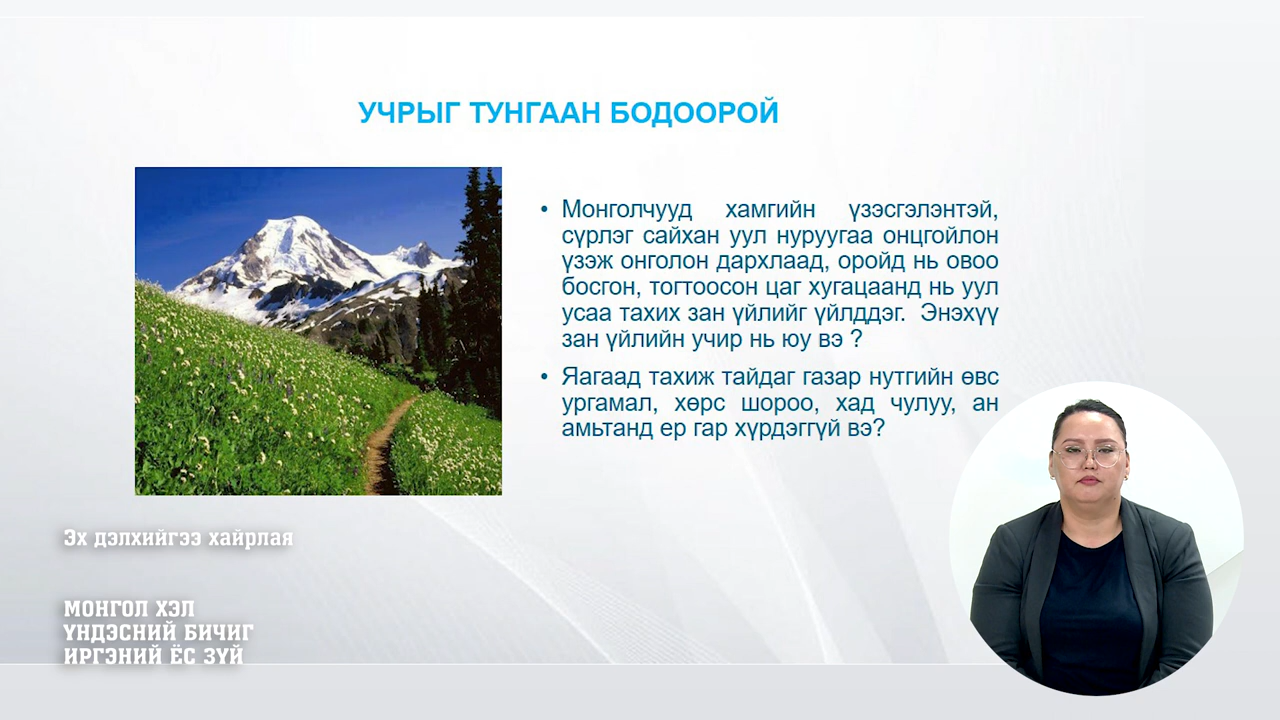 УЧРЫГ ТУНГААН БОДООРОЙ
• Монголчууд хамгийн үзэсгэлэнтэй,
сүрлэг сайхан уул нуруугаа онцгойлон
үзэж онголон дархлаад, оройд нь овоо
босгон, тогтоосон цаг хугацаанд нь уул
усаа тахих зан үйлийг үйлддэг. Энэхүү
зан үйлийн учир нь юу вэ ?
• Яагаад тахиж тайдаг газар нутгийн өвс
ургамал, хөрс шороо, хад чулуу, ан
амьтанд ер гар хүрдэггүй вэ?
Эх дэлхийгээ хайрлая
МОНГОЛ ХЭЛ
ҮНДЭСНИЙ БИЧИГ
ИРГЭНИЙ ЁС ЗҮЙ